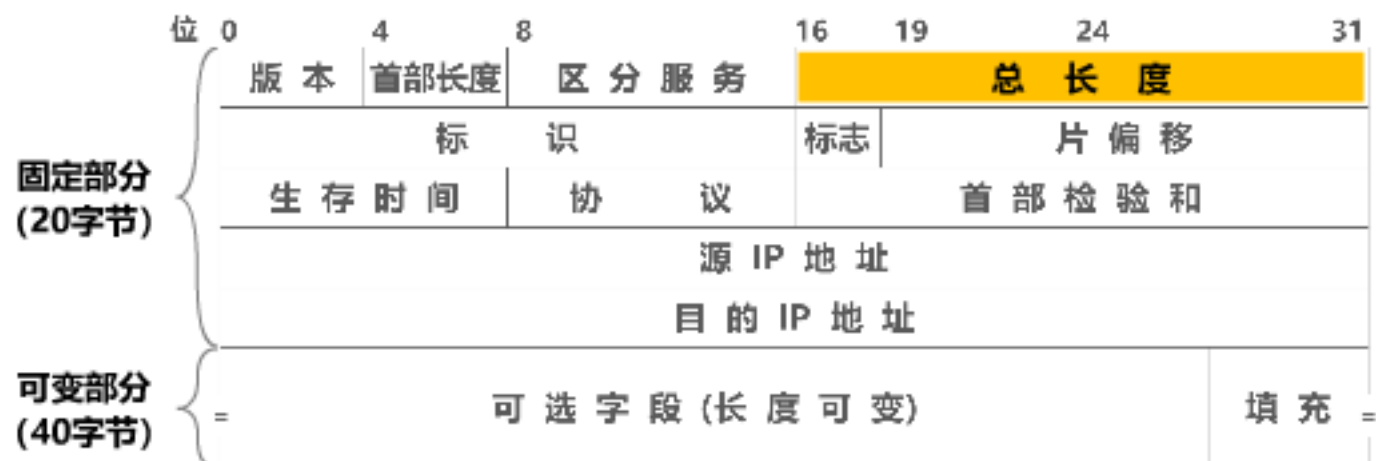 位 0 4 8 16 19 24 31
版 本 首部长度 区 分 服 务 总 长 度
标 识 标志 片 偏 移
固定部分
(20字节)
生 存 时 间 协 议 首 部 检 验 和
源 IP 地 址
目 的 IP 地 址
可变部分
(40字节)
= 可 选 字 段 (长 度 可 变) 填 充 =